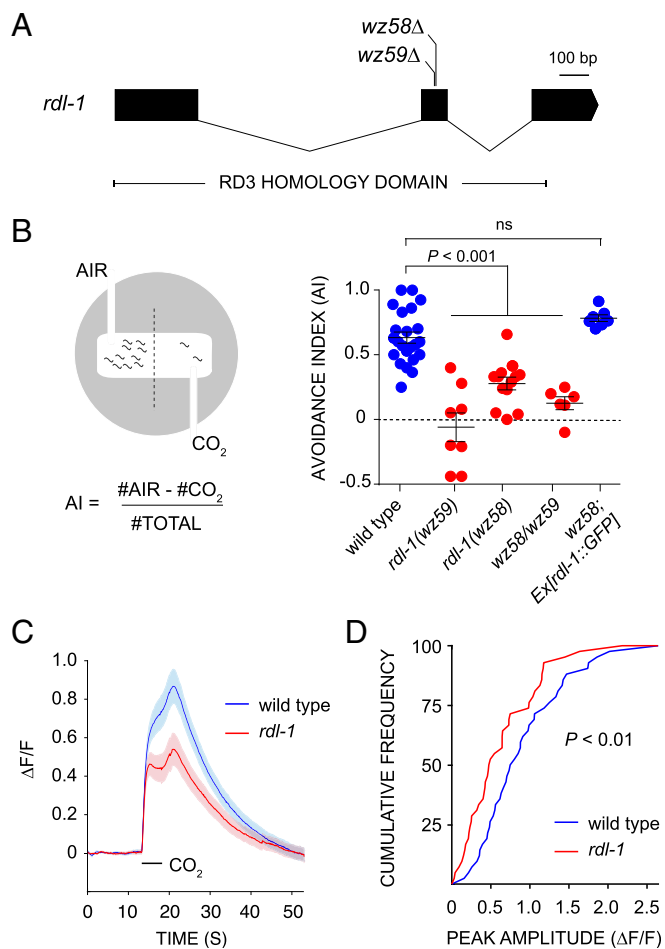 A
wz58Δ
wz59Δ
100 bp
rdl-1
RD3 HOMOLOGY DOMAIN
B
AIR
CO2
AI = #AIR - #CO2
#TOTAL
ns
P < 0.001
AVOIDANCE INDEX (AI)
1.0
0.5
0
-0.5
wild type
rdl-1(wz59)
rdl-1(wz58)
wz58/wz59
wz58;
Ex[rdl-1::GFP]
C
ΔF/F
1.0
0.8
0.6
0.4
0.2
0
wild type
rdl-1
CO2
0 10 20 30 40 50
TIME (S)
D
CUMULATIVE FREQUENCY
100
75
50
25
P < 0.01
wild type
rdl-1
0 0.5 1.0 1.5 2.0 2.5
PEAK AMPLITUDE (ΔF/F)